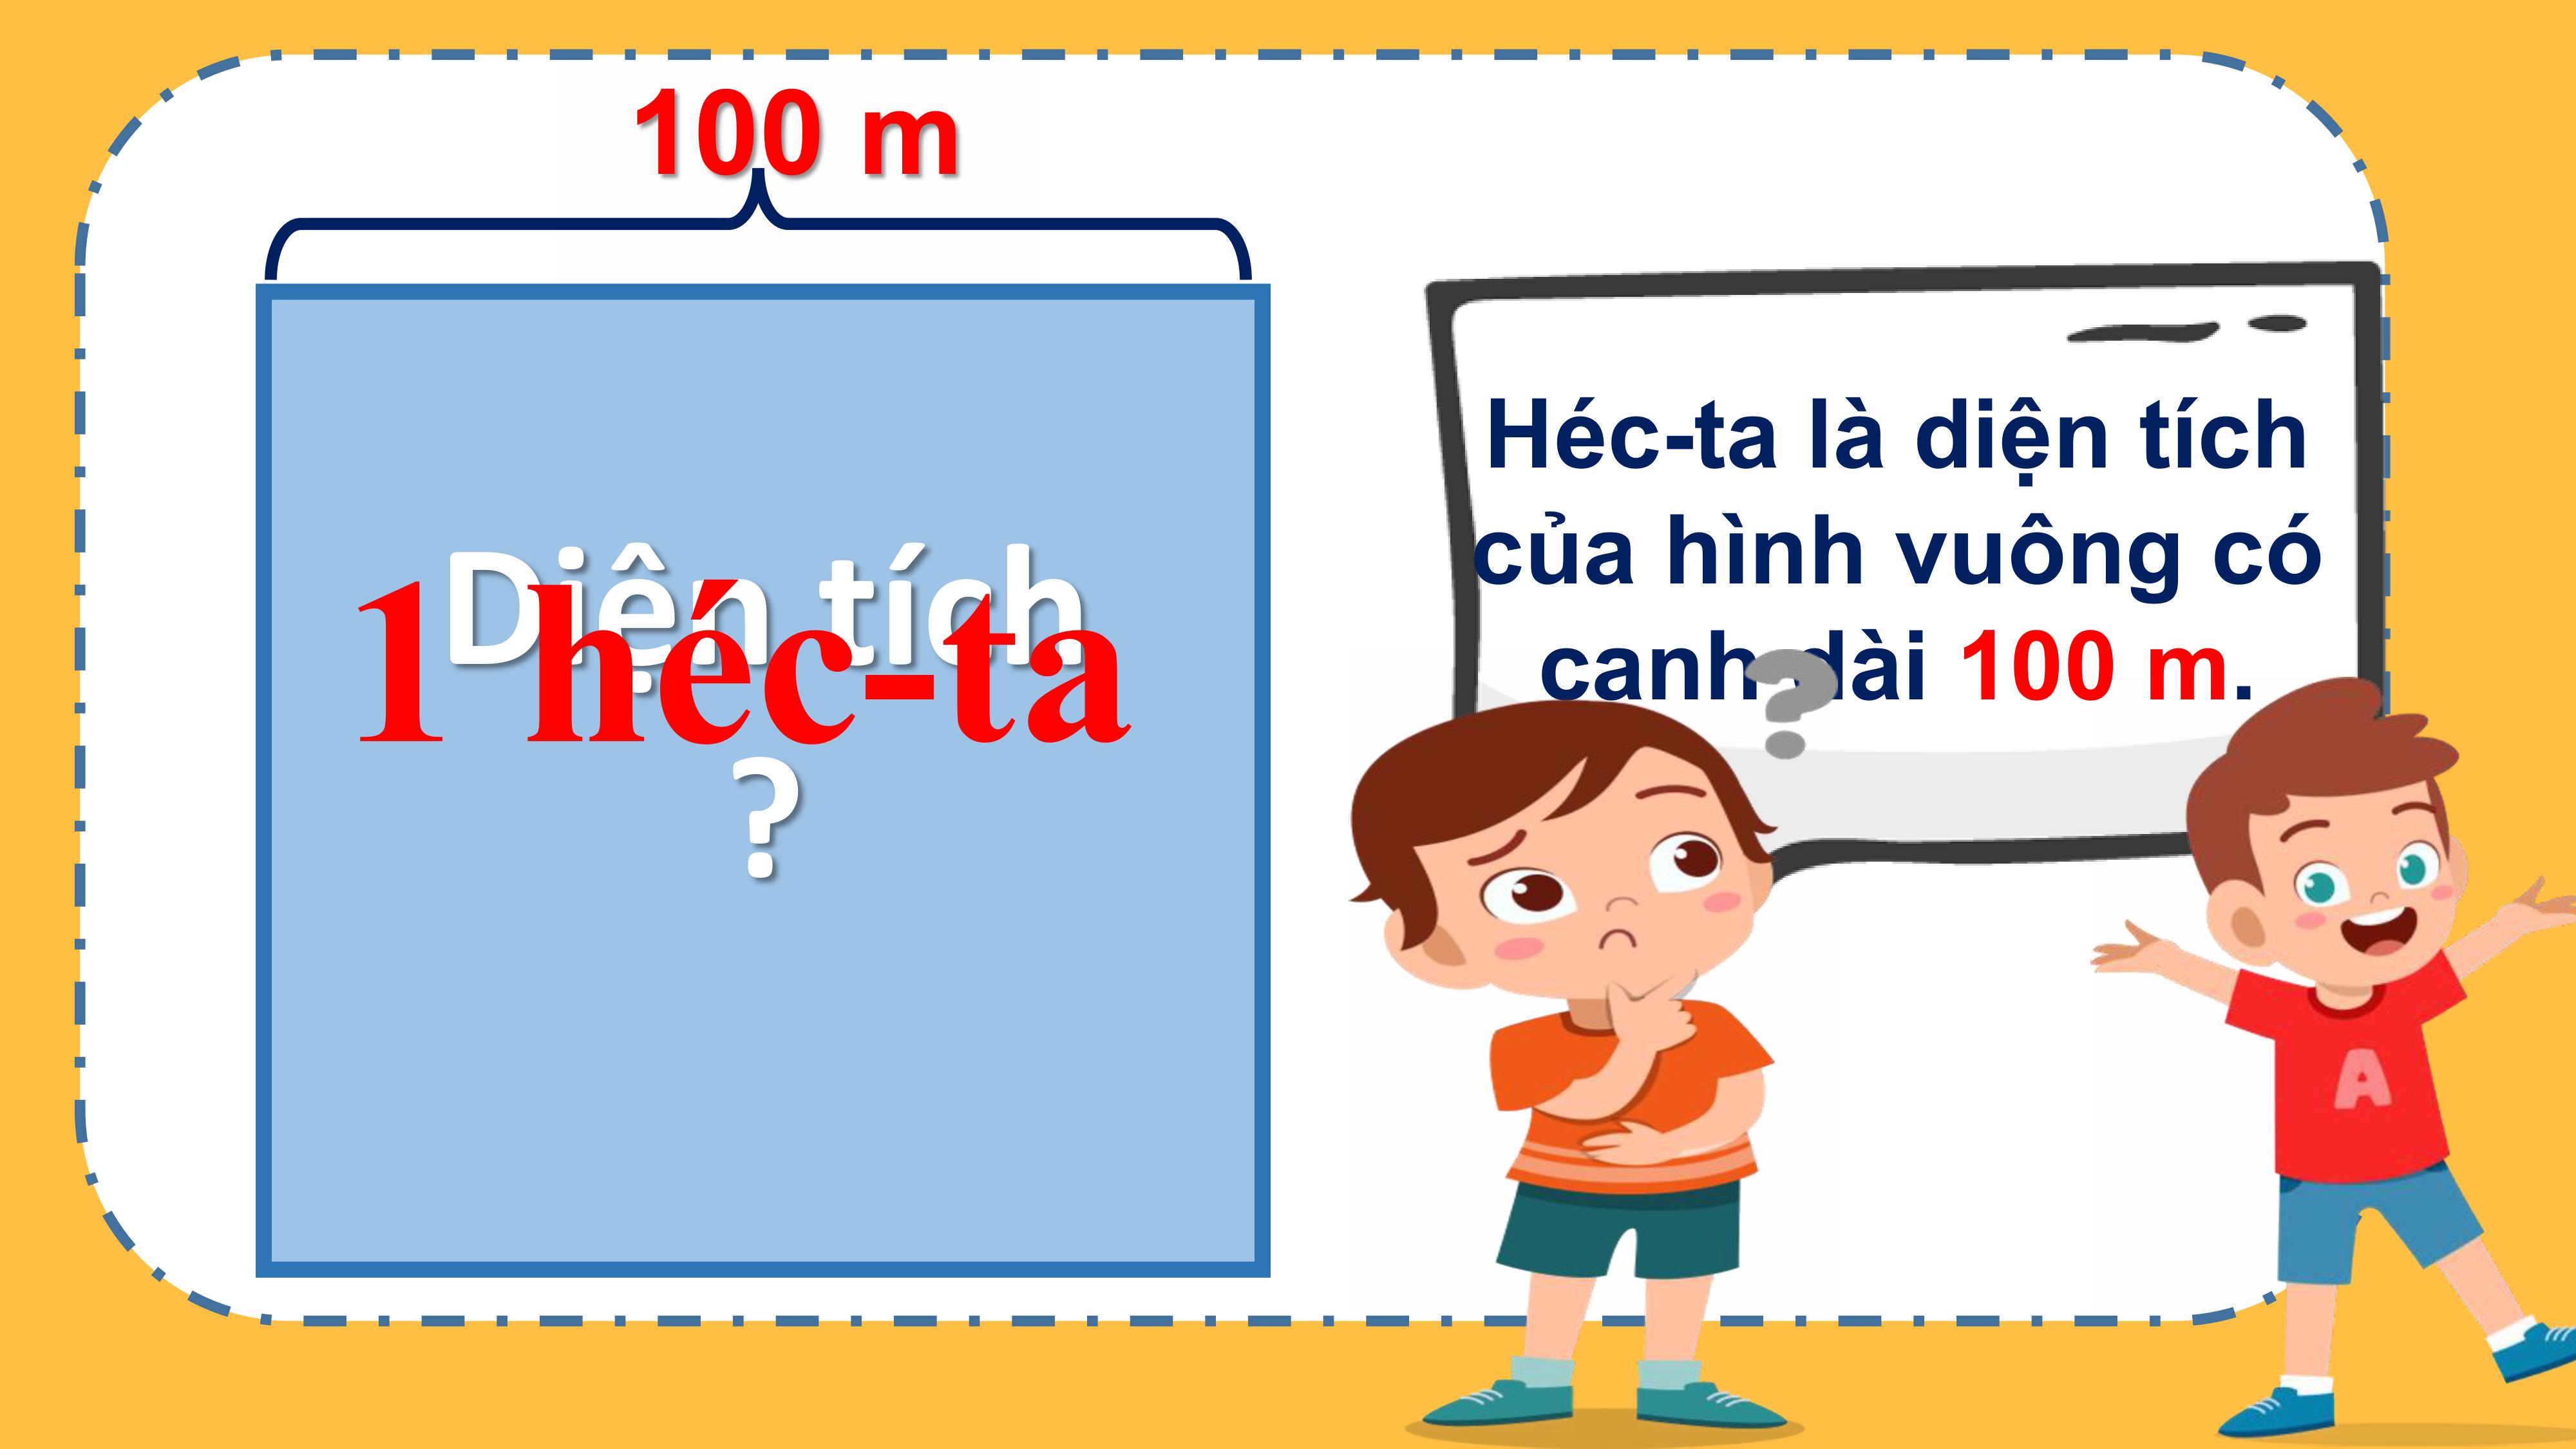 100 m
Diện tích
?
1 héc-ta
Héc-ta là diện tích
của hình vuông có
cạnh dài 100 m.
A